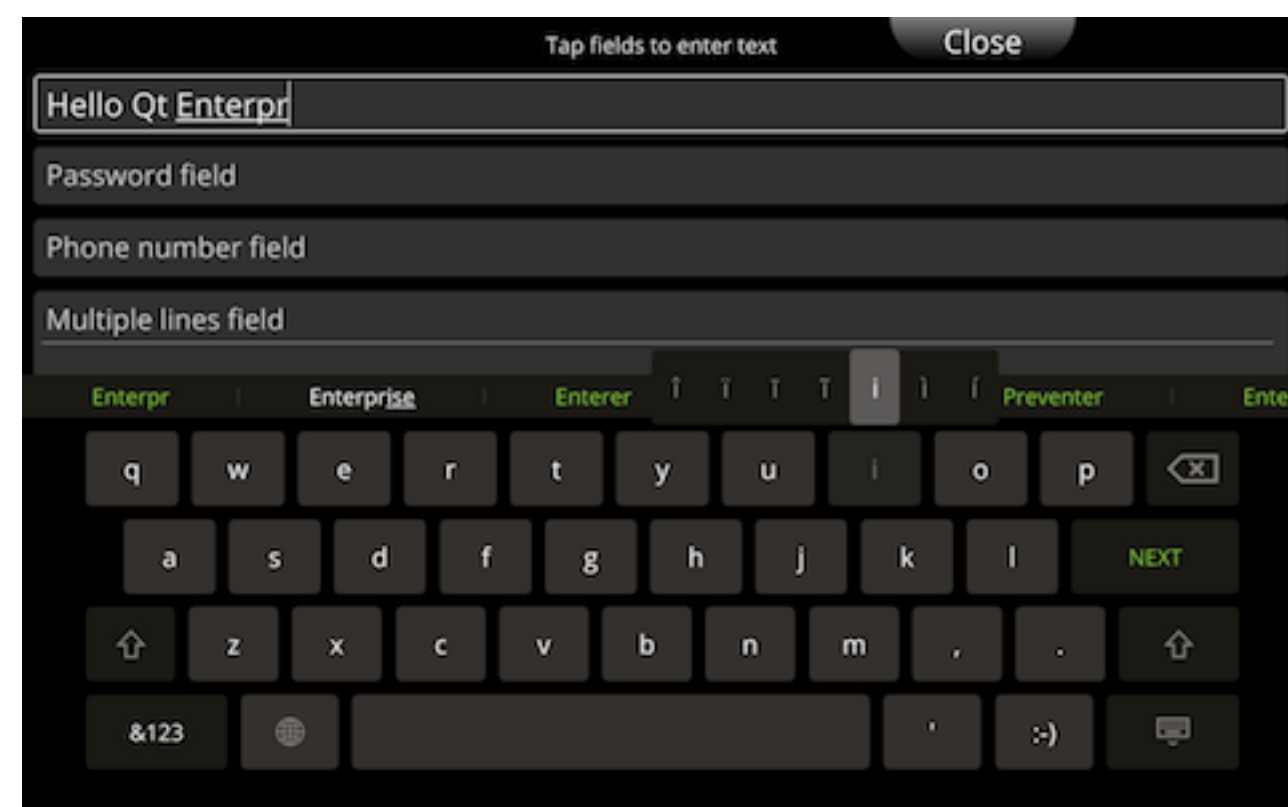 Tap fields to enter text Close
Hello Qt Enterpr
Password field
Phone number field
Multiple lines field
Enterpr Enterprise Enterer î i ì í Preventer Ente
q w e r t y u i o p
a s d f g h j k l NEXT
z x c v b n m , .
&123 ' :-)